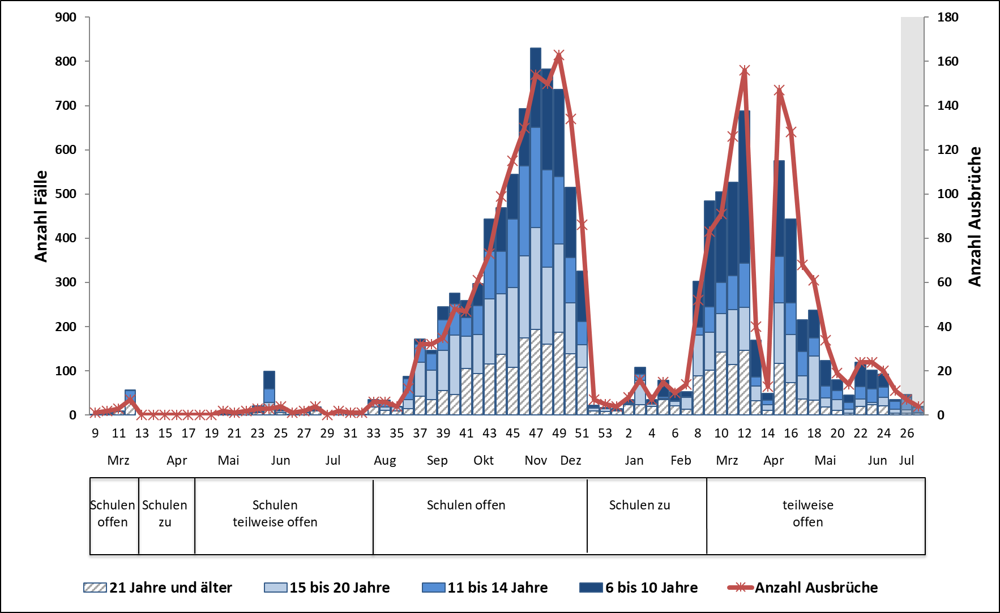 900
800
700
600
500
400
300
200
100
0
Anzahl Fälle
180
160
140
120
100
80
60
40
20
0
Anzahl Ausbrüche
9 11 13 15 17 19 21 23 25 27 29 31 33 35 37 39 41 43 45 47 49 51 53 2 4 6 8 10 12 14 16 18 20 22 24 26
Mrz Apr Mai Jun Jul Aug Sep Okt Nov Dez Jan Feb Mrz Apr Mai Jun Jul
Schulen offen
Schulen zu
Schulen teilweise offen
Schulen offen
Schulen zu
teilweise offen
21 Jahre und älter 15 bis 20 Jahre 11 bis 14 Jahre 6 bis 10 Jahre Anzahl Ausbrüche